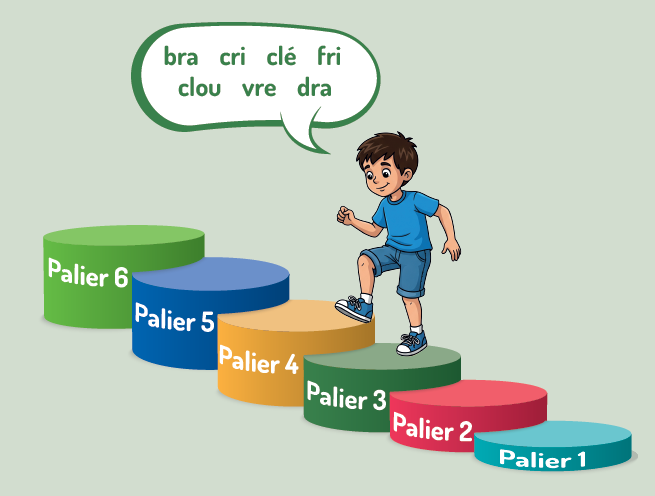 bra cri clé fri
clou vre dra
Palier 6
Palier 5
Palier 4
Palier 3
Palier 2
Palier 1